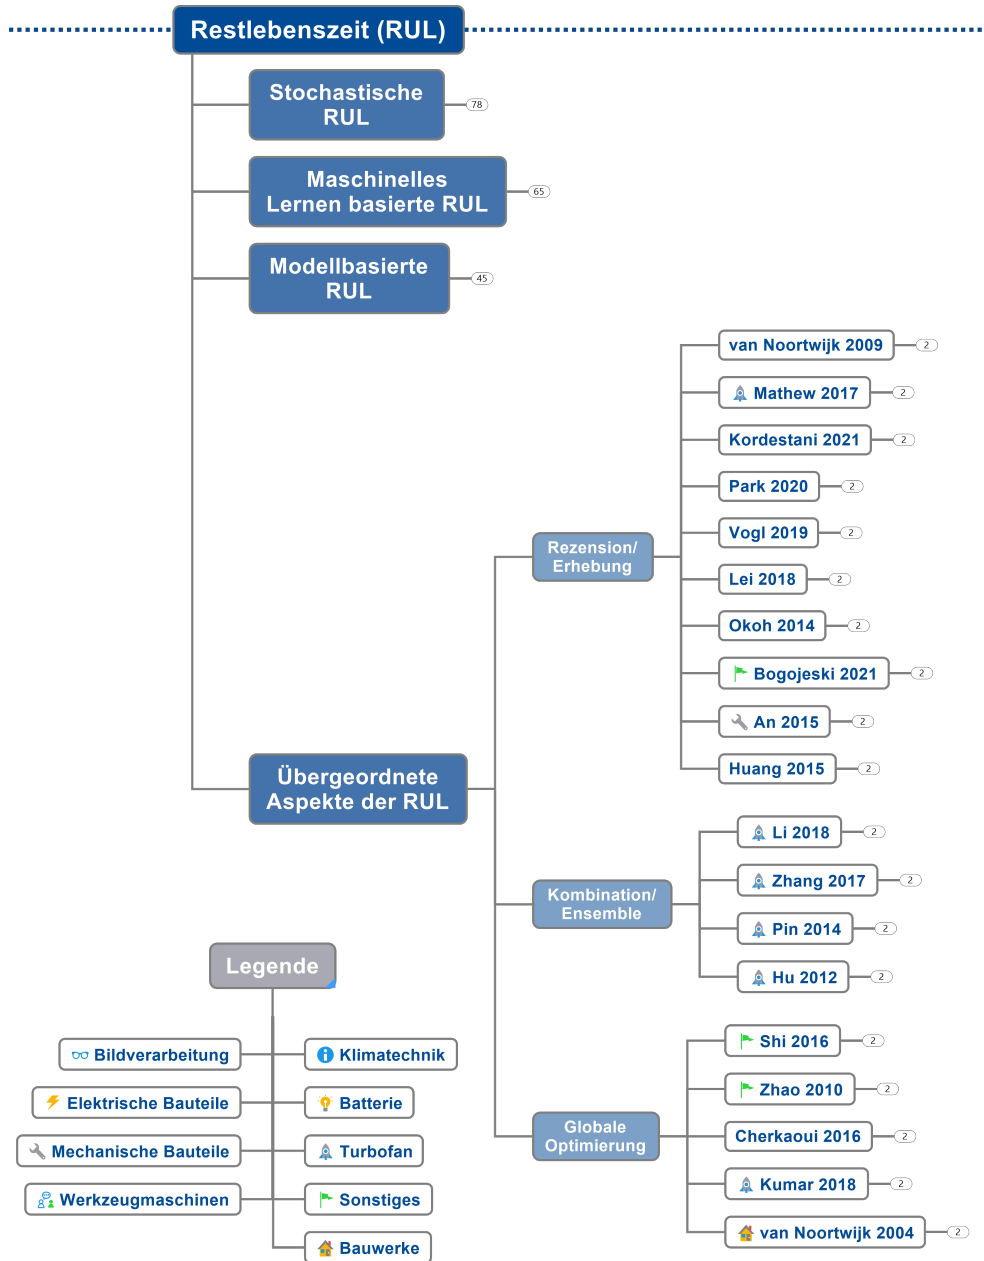 Restlebenszeit (RUL)
Stochastische
RUL
78
Maschinelles
Lernen basierte RUL
65
Modellbasierte
RUL
45
Übergeordnete
Aspekte der RUL
Rezension/
Erhebung
van Noortwijk 2009
2
Mathew 2017
2
Kordestani 2021
2
Park 2020
2
Vogl 2019
2
Lei 2018
2
Okoh 2014
2
Bogojeski 2021
2
An 2015
2
Huang 2015
2
Kombination/
Ensemble
Li 2018
2
Zhang 2017
2
Pin 2014
2
Hu 2012
2
Globale
Optimierung
Shi 2016
2
Zhao 2010
2
Cherkaoui 2016
2
Kumar 2018
2
van Noortwijk 2004
2
Legende
Bildverarbeitung
Elektrische Bauteile
Mechanische Bauteile
Werkzeugmaschinen
Klimatechnik
Batterie
Turbofan
Sonstiges
Bauwerke